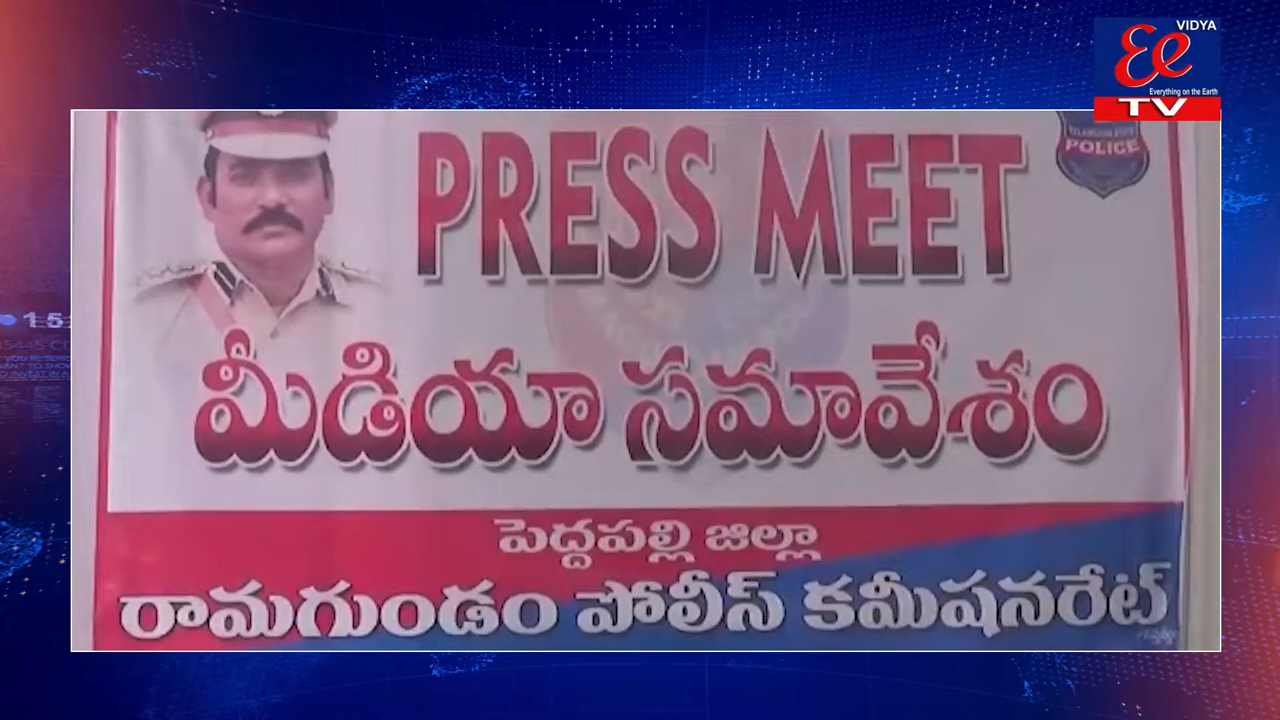 VIDYA
Ee
Everything on the Earth
TV
POLICE
PRESS MEET
మీడియా సమావేశం
పెద్దపల్లి జిల్లా
రామగుండం పోలీస్ కమీషనరేట్